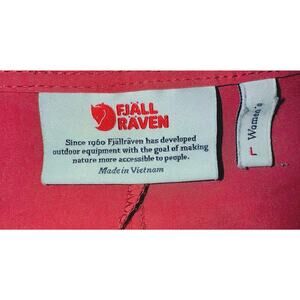 FJÄLL
RÄVEN
Since 1960 Fjällräven has developed
outdoor equipment with the goal of making
nature more accessible to people.
Made in Vietnam
Women's
L